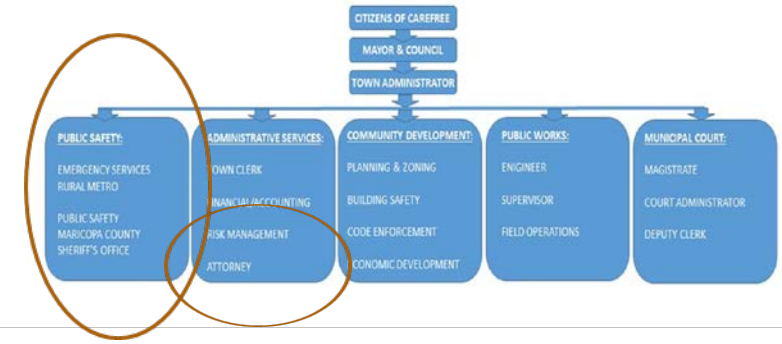 CITIZENS OF CAREFREE
MAYOR & COUNCIL
TOWN ADMINISTRATOR
PUBLIC SAFETY:
EMERGENCY SERVICES
RURAL METRO
PUBLIC SAFETY
MARICOPA COUNTY
SHERIFF'S OFFICE
ADMINISTRATIVE SERVICES:
TOWN CLERK
FINANCIAL/ACCOUNTING
RISK MANAGEMENT
ATTORNEY
COMMUNITY DEVELOPMENT:
PLANNING & ZONING
BUILDING SAFETY
CODE ENFORCEMENT
ECONOMIC DEVELOPMENT
PUBLIC WORKS:
ENIGINEER
SUPERVISOR
FIELD OPERATIONS
MUNICIPAL COURT:
MAGISTRATE
COURT ADMINISTRATOR
DEPUTY CLERK